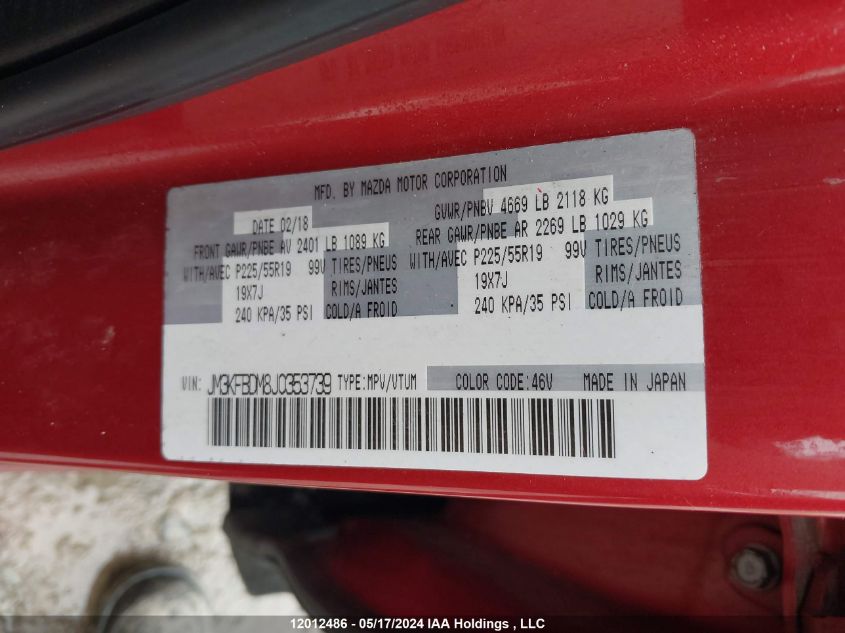 MFD. BY MAZDA MOTOR CORPORATION
DATE 02/18 GVWR/PNBV 4669 LB 2118 KG
FRONT GAWR/PNBE AV 2401 LB 1089 KG REAR GAWR/PNBE AR 2269 LB 1029 KG
WITH/AVEC P225/55R19 99V TIRES/PNEUS WITH/AVEC P225/55R19 99V TIRES/PNEUS
19X7J RIMS/JANTES 19X7J RIMS/JANTES
240 KPA/35 PSI COLD/A FROID 240 KPA/35 PSI COLD/A FROID
VIN: JM3KFBDM8J0353739 TYPE:MPV/VTUM COLOR CODE:46V MADE IN JAPAN
12012486 - 05/17/2024 IAA Holdings , LLC